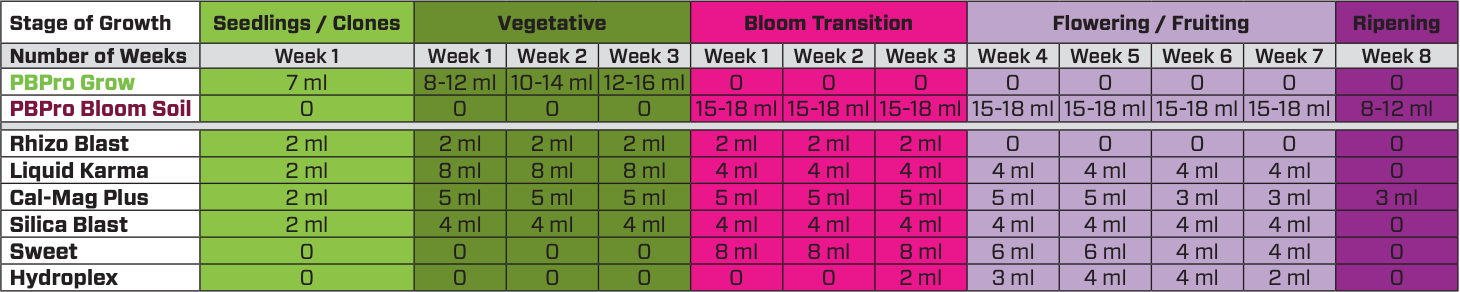 Stage of Growth Seedlings / Clones Vegetative Bloom Transition Flowering / Fruiting Ripening
Number of Weeks Week 1 Week 1 Week 2 Week 3 Week 1 Week 2 Week 3 Week 4 Week 5 Week 6 Week 7 Week 8
PBPro Grow 7 ml 8-12 ml 10-14 ml 12-16 ml 0 0 0 0 0 0 0 0
PBPro Bloom Soil 0 0 0 0 15-18 ml 15-18 ml 15-18 ml 15-18 ml 15-18 ml 15-18 ml 15-18 ml 8-12 ml
Rhizo Blast 2 ml 2 ml 2 ml 2 ml 2 ml 2 ml 2 ml 0 0 0 0 0
Liquid Karma 2 ml 8 ml 8 ml 8 ml 4 ml 4 ml 4 ml 4 ml 4 ml 4 ml 4 ml 0
Cal-Mag Plus 2 ml 5 ml 5 ml 5 ml 5 ml 5 ml 5 ml 5 ml 5 ml 3 ml 3 ml 3 ml
Silica Blast 2 ml 4 ml 4 ml 4 ml 4 ml 4 ml 4 ml 4 ml 4 ml 4 ml 4 ml 0
Sweet 0 0 0 0 8 ml 8 ml 8 ml 6 ml 6 ml 4 ml 4 ml 0
Hydroplex 0 0 0 0 0 0 2 ml 3 ml 4 ml 4 ml 2 ml 0